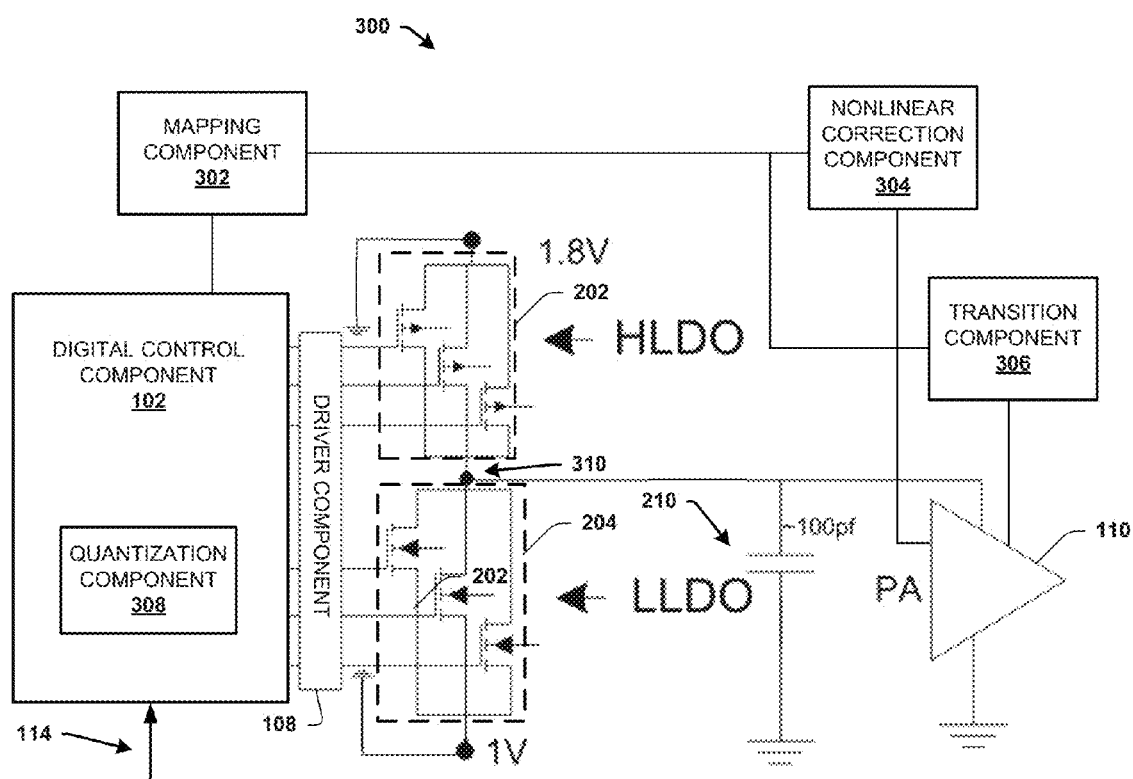 300
MAPPING
COMPONENT
302
NONLINEAR
CORRECTION
COMPONENT
304
1.8V
202
HLDO
TRANSITION
COMPONENT
306
DIGITAL CONTROL
COMPONENT
102
DRIVER COMPONENT
310
204
210
~100pf
110
QUANTIZATION
COMPONENT
308
202
LLDO
PA
108
114
1V